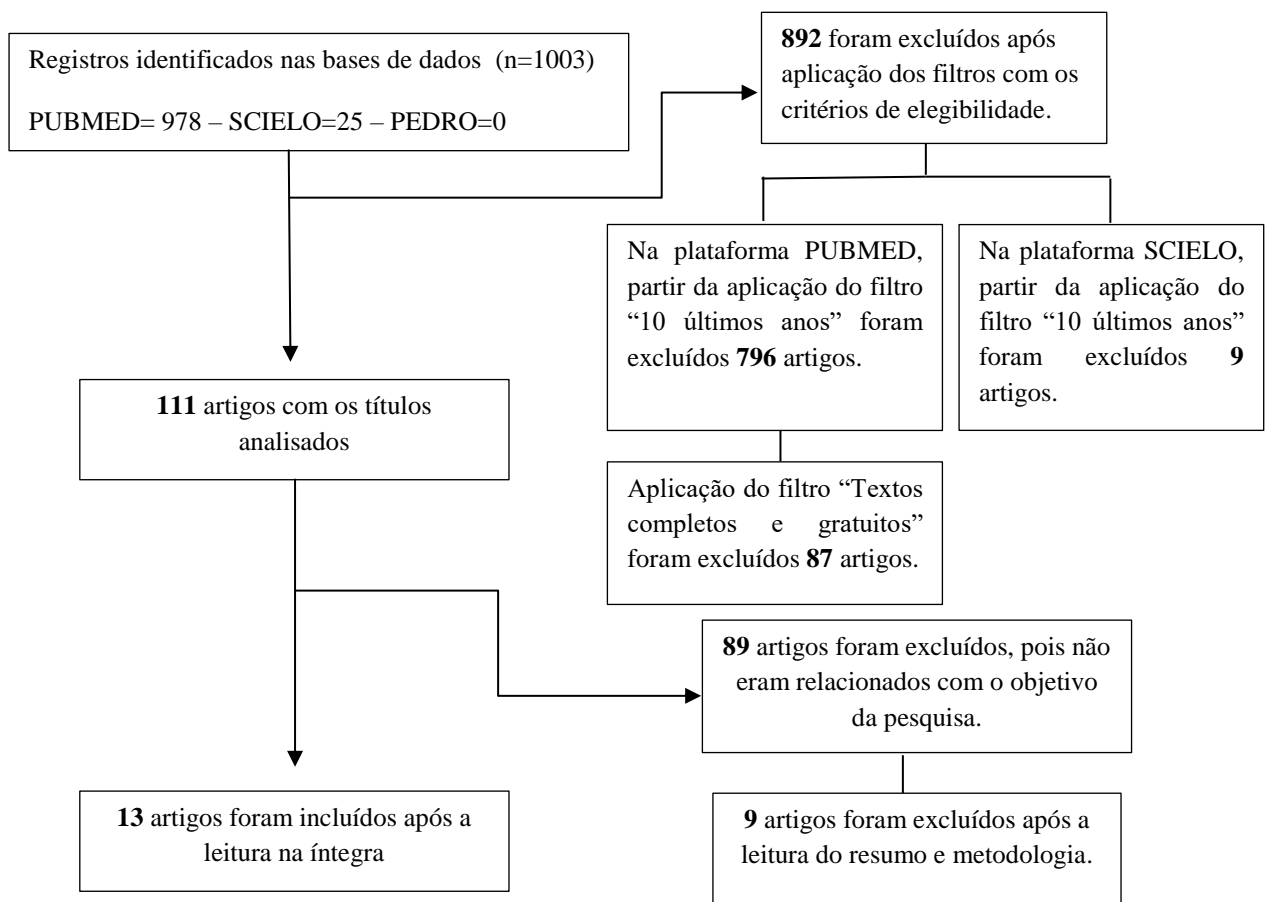 Registros identificados nas bases de dados (n=1003)
PUBMED= 978 – SCIELO=25 – PEDRO=0
892 foram excluídos após
aplicação dos filtros com os
critérios de elegibilidade.
Na plataforma PUBMED,
partir da aplicação do filtro
“10 últimos anos” foram
excluídos 796 artigos.
Na plataforma SCIELO,
partir da aplicação do
filtro “10 últimos anos”
foram excluídos 9
artigos.
111 artigos com os títulos
analisados
Aplicação do filtro “Textos
completos e gratuitos”
foram excluídos 87 artigos.
89 artigos foram excluídos, pois não
eram relacionados com o objetivo
da pesquisa.
13 artigos foram incluídos após a
leitura na íntegra
9 artigos foram excluídos após a
leitura do resumo e metodologia.